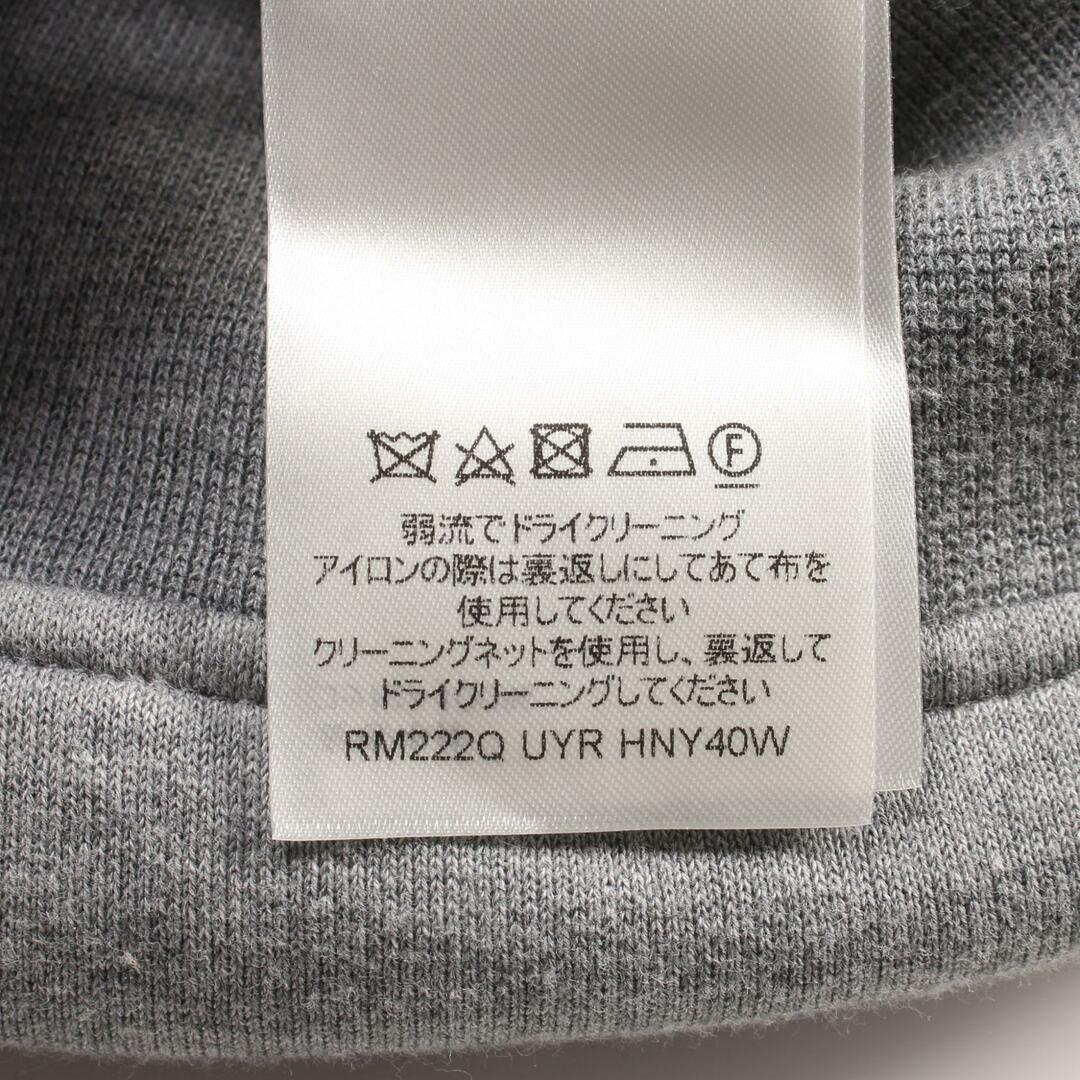 F
弱流でドライクリーニング
アイロンの際は裏返しにしてあて布を
使用してください
クリーニングネットを使用し、裏返して
ドライクリーニングしてください
RM222Q UYR HNY40W